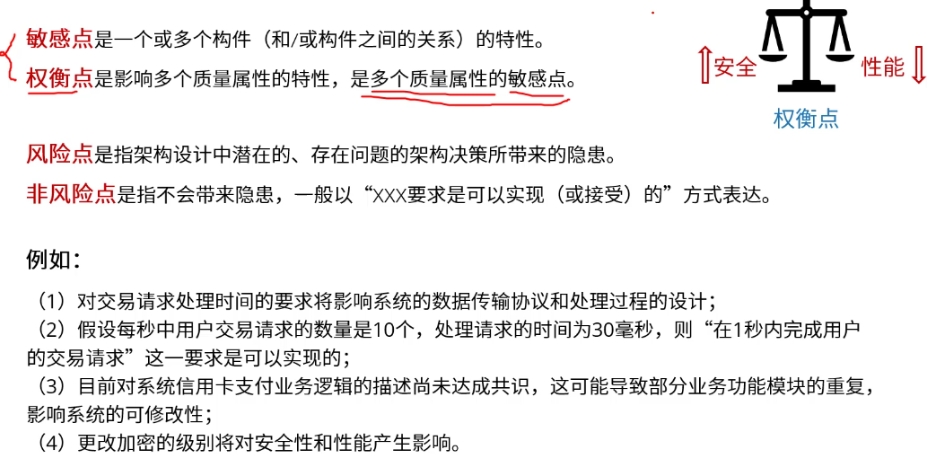 敏感点是一个或多个构件（和/或构件之间的关系）的特性。
权衡点是影响多个质量属性的特性，是多个质量属性的敏感点。
安全
性能
权衡点
风险点是指架构设计中潜在的、存在问题的架构决策所带来的隐患。
非风险点是指不会带来隐患，一般以“XXX要求是可以实现（或接受）的”方式表达。
例如：
（1）对交易请求处理时间的要求将影响系统的数据传输协议和处理过程的设计；
（2）假设每秒中用户交易请求的数量是10个，处理请求的时间为30毫秒，则“在1秒内完成用户
的交易请求”这一要求是可以实现的；
（3）目前对系统信用卡支付业务逻辑的描述尚未达成共识，这可能导致部分业务功能模块的重复，
影响系统的可修改性；
（4）更改加密的级别将对安全性和性能产生影响。